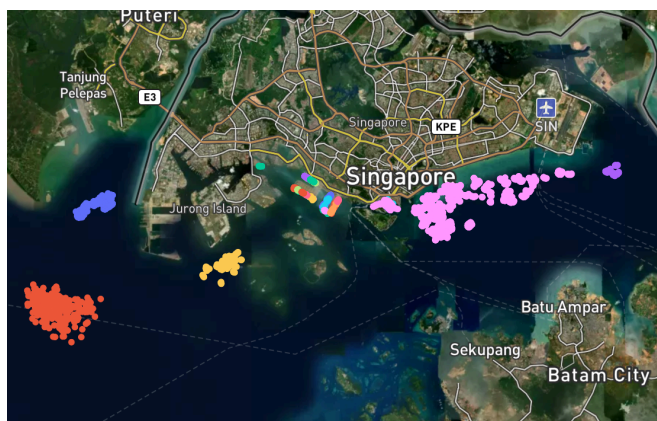 Puteri
Tanjung
Pelepas
E3
Singapore
KPE
SIN
Singapore
Jurong Island
Batu Ampar
Sekupang
Batam City